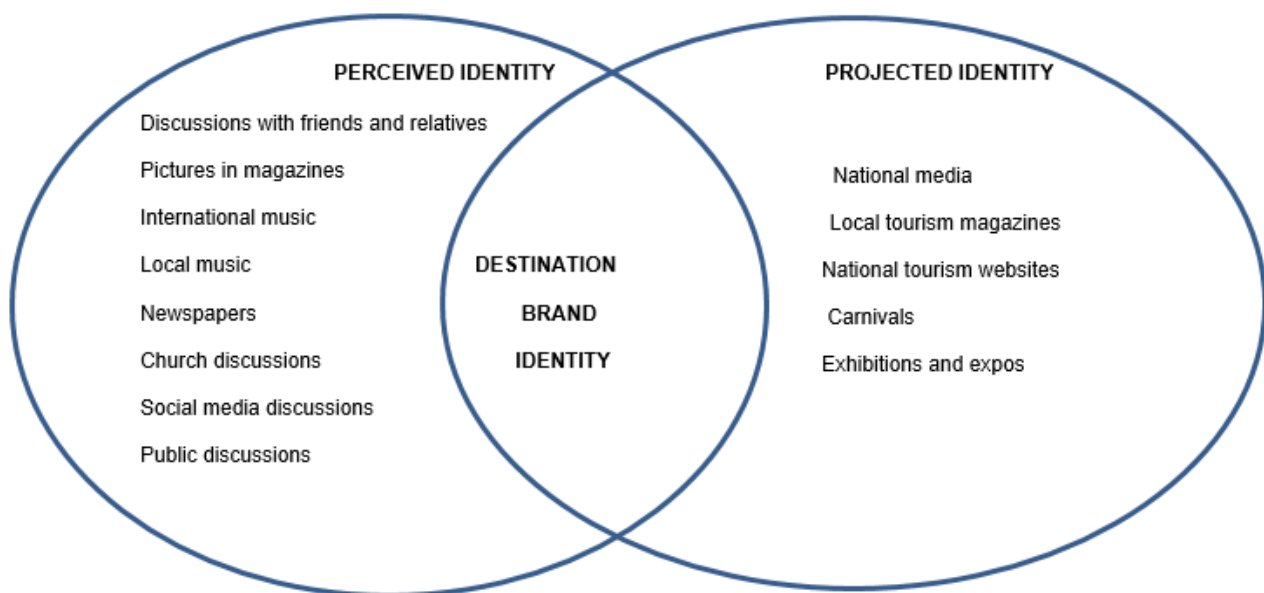 PERCEIVED IDENTITY
Discussions with friends and relatives
Pictures in magazines
International music
Local music
Newspapers
Church discussions
Social media discussions
Public discussions
DESTINATION
BRAND
IDENTITY
PROJECTED IDENTITY
National media
Local tourism magazines
National tourism websites
Carnivals
Exhibitions and expos